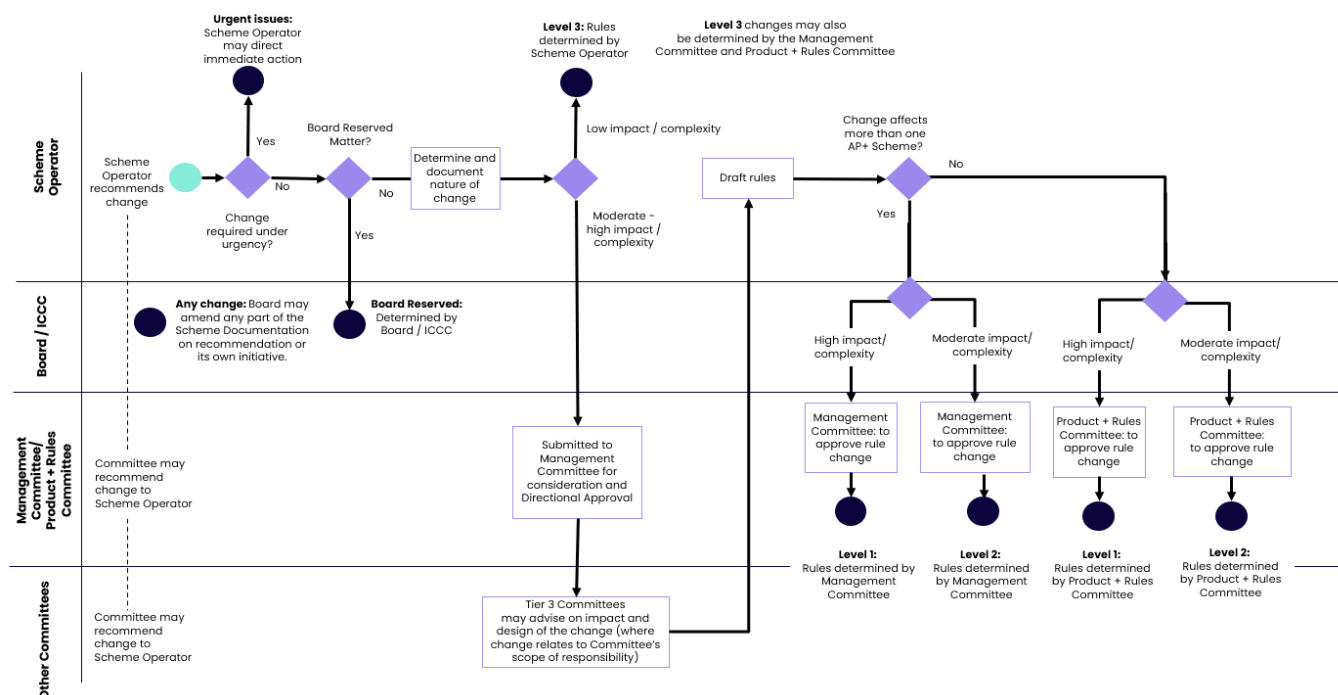 Urgent issues:
Scheme Operator
may direct
immediate action
Level 3: Rules
determined by
Scheme Operator
Level 3 changes may also
be determined by the Management
Committee and Product + Rules Committee
Scheme
Operator
Scheme
Operator
recommends
change
Yes
No
Change
required under
urgency?
Board Reserved
Matter?
No
Yes
Determine and
document
nature of
change
Low impact / complexity
Moderate -
high impact /
complexity
Draft rules
Change affects
more than one
AP+ Scheme?
No
Yes
Board / ICCC
Any change: Board may
amend any part of the
Scheme Documentation
on recommendation or
its own initiative.
Board Reserved:
Determined by
Board / ICCC
High impact/
complexity
Moderate impact/
complexity
High impact/
complexity
Moderate impact/
complexity
Management
Committee/
Product + Rules
Committee
Committee may
recommend
change to
Scheme Operator
Submitted to
Management
Committee for
consideration and
Directional Approval
Management
Committee: to
approve rule
change
Management
Committee:
to approve rule
change
Product + Rules
Committee: to
approve rule
change
Product + Rules
Committee:
to approve rule
change
Level 1:
Rules determined by
Management
Committee
Level 2:
Rules determined
by Management
Committee
Level 1:
Rules determined
by Product + Rules
Committee
Level 2:
Rules determined
by Product + Rules
Committee
Other Committees
Committee may
recommend
change to
Scheme Operator
Tier 3 Committees
may advise on impact and
design of the change (where
change relates to Committee's
scope of responsibility)